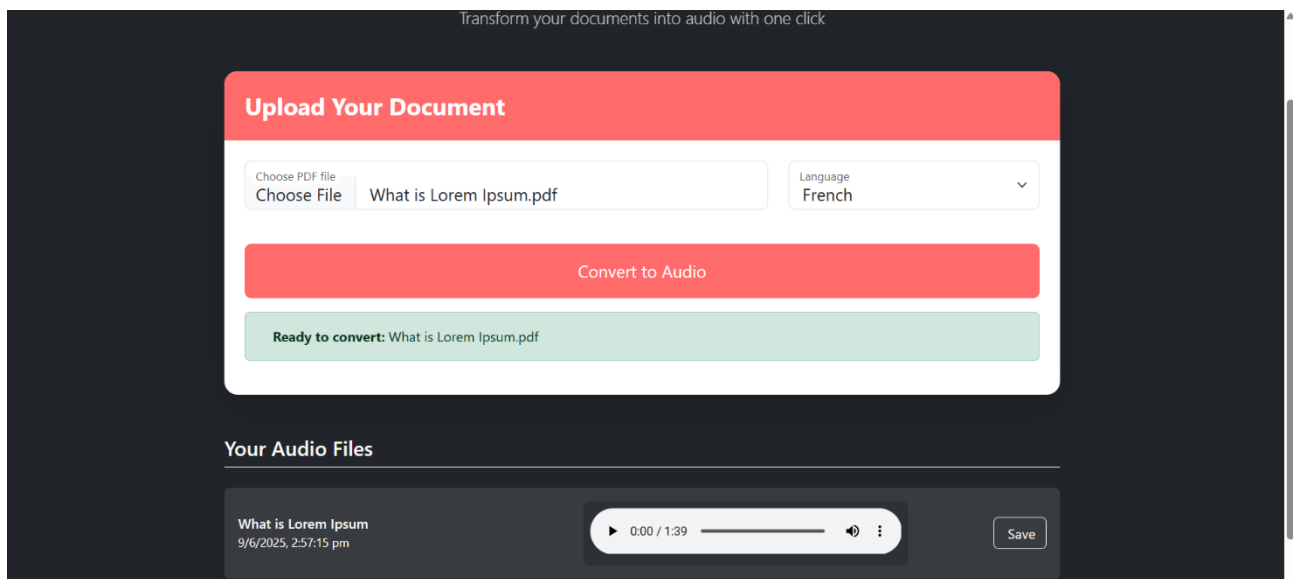 Transform your documents into audio with one click
Upload Your Document
Choose PDF file
Choose File What is Lorem Ipsum.pdf
Language
French
Convert to Audio
Ready to convert: What is Lorem Ipsum.pdf
Your Audio Files
What is Lorem Ipsum
9/6/2025, 2:57:15 pm
0:00 / 1:39
Save